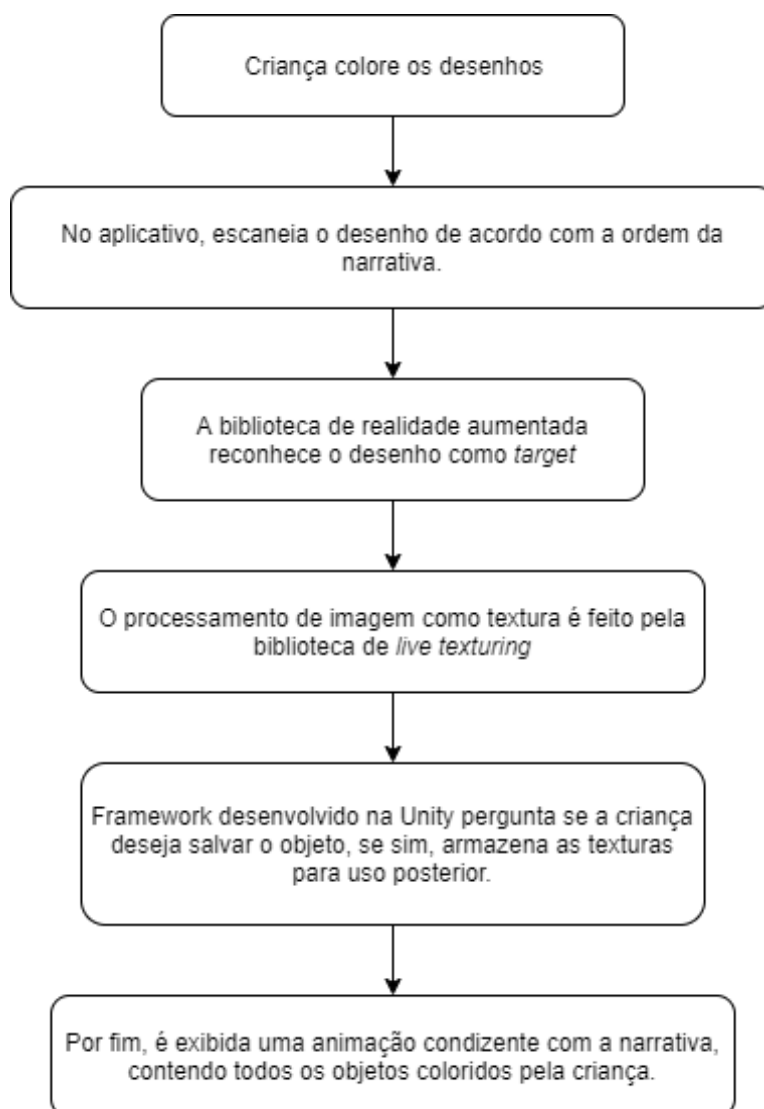 Criança colore os desenhos
No aplicativo, escaneia o desenho de acordo com a ordem da
narrativa.
A biblioteca de realidade aumentada
reconhece o desenho como target
O processamento de imagem como textura é feito pela
biblioteca de live texturing
Framework desenvolvido na Unity pergunta se a criança
deseja salvar o objeto, se sim, armazena as texturas
para uso posterior.
Por fim, é exibida uma animação condizente com a narrativa,
contendo todos os objetos coloridos pela criança.